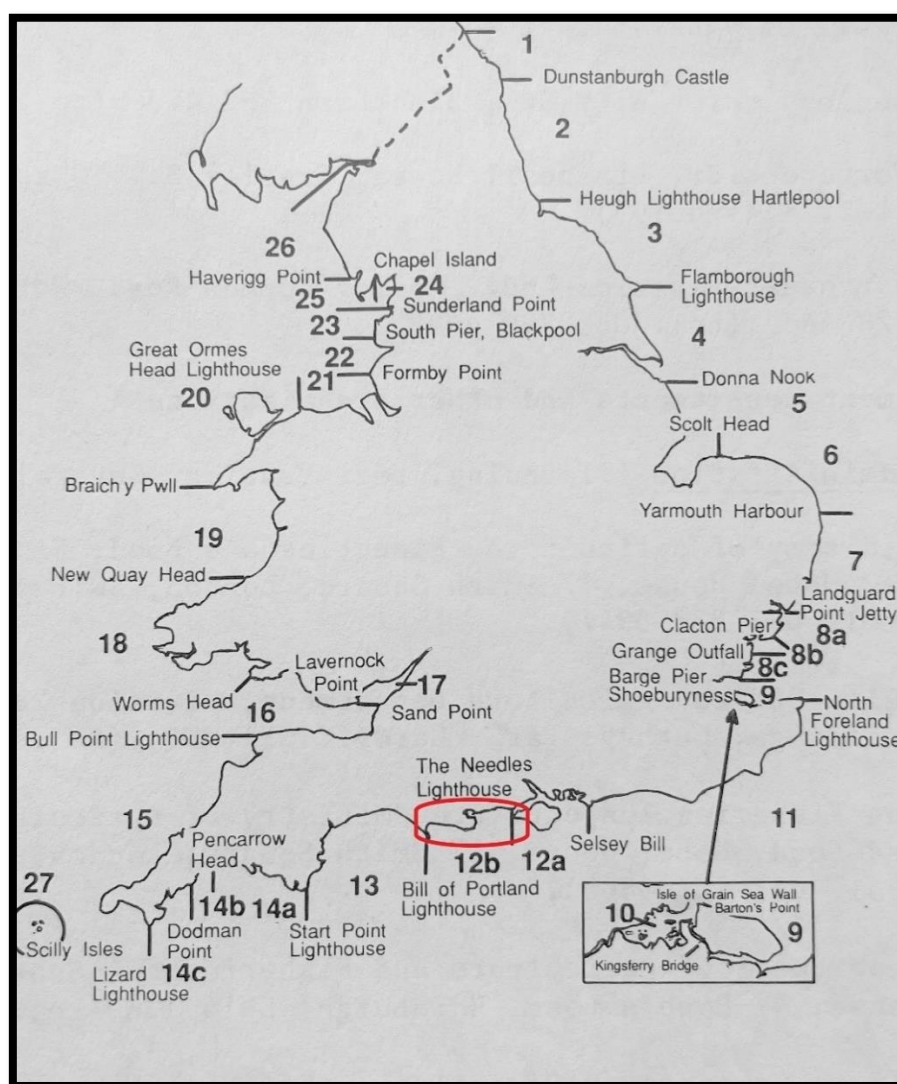 1
Dunstanburgh Castle
2
Heugh Lighthouse Hartlepool
3
26
Chapel Island
Haverigg Point
24
Flamborough
Lighthouse
25
Sunderland Point
23
South Pier, Blackpool
4
Great Ormes
Head Lighthouse
22
21
Formby Point
Donna Nook
20
5
Scolt Head
6
Braich y Pwll
Yarmouth Harbour
19
7
New Quay Head
Landguard
Point Jetty
Clacton Pier
8a
18
Grange Outfall
8b
Lavernock
Point
17
8c
Barge Pier
Shoeburyness
9
Worms Head
16
Sand Point
North
Foreland
Lighthouse
Bull Point Lighthouse
The Needles
Lighthouse
15
11
Selsey Bill
Pencarrow
Head
12b
12a
13
Bill of Portland
Lighthouse
27
14b
14a
Isle of Grain Sea Wall
Barton's Point
10
9
Kingsferry Bridge
Scilly Isles
Dodman
Point
Start Point
Lighthouse
Lizard
Lighthouse
14c